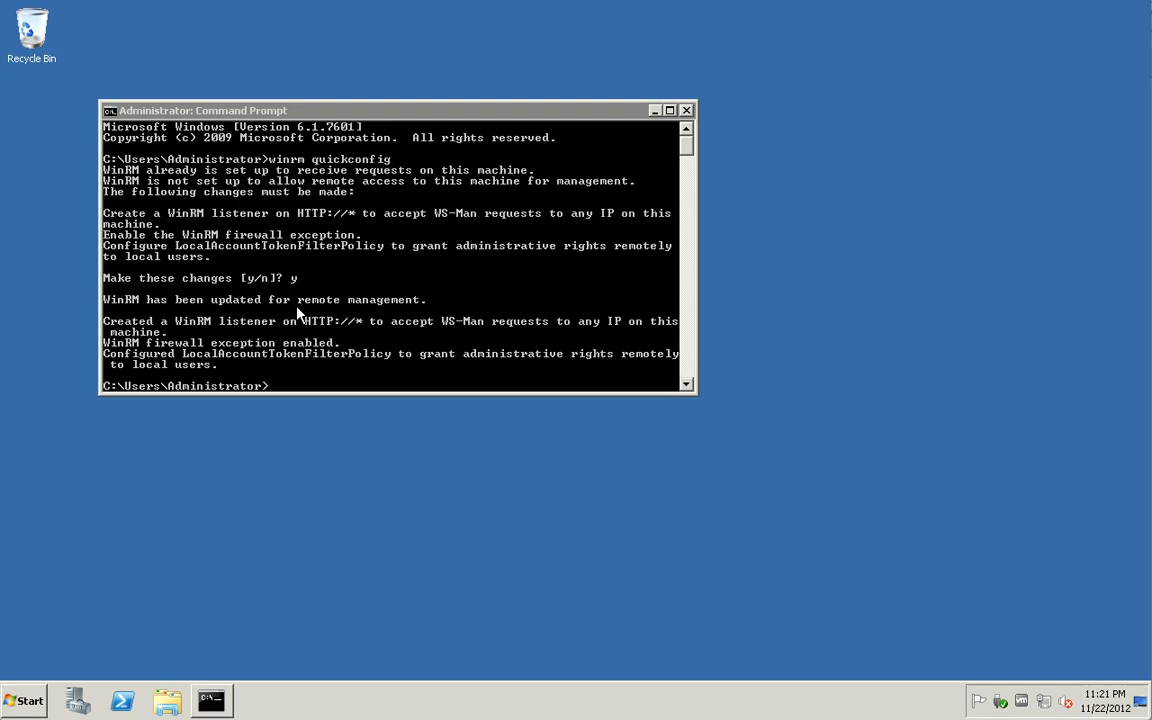 Recycle Bin
Administrator: Command Prompt
Microsoft Windows [Version 6.1.7601]
Copyright (c) 2009 Microsoft Corporation.  All rights reserved.
C:\Users\Administrator>winrm quickconfig
WinRM already is set up to receive requests on this machine.
WinRM is not set up to allow remote access to this machine for management.
The following changes must be made:
Create a WinRM listener on HTTP://* to accept WS-Man requests to any IP on this
machine.
Enable the WinRM firewall exception.
Configure LocalAccountTokenFilterPolicy to grant administrative rights remotely
to local users.
Make these changes [y/n]? y
WinRM has been updated for remote management.
Created a WinRM listener on HTTP://* to accept WS-Man requests to any IP on this
machine.
WinRM firewall exception enabled.
Configured LocalAccountTokenFilterPolicy to grant administrative rights remotely
to local users.
C:\Users\Administrator>
Start
C:\_
vm
11:21 PM
11/22/2012